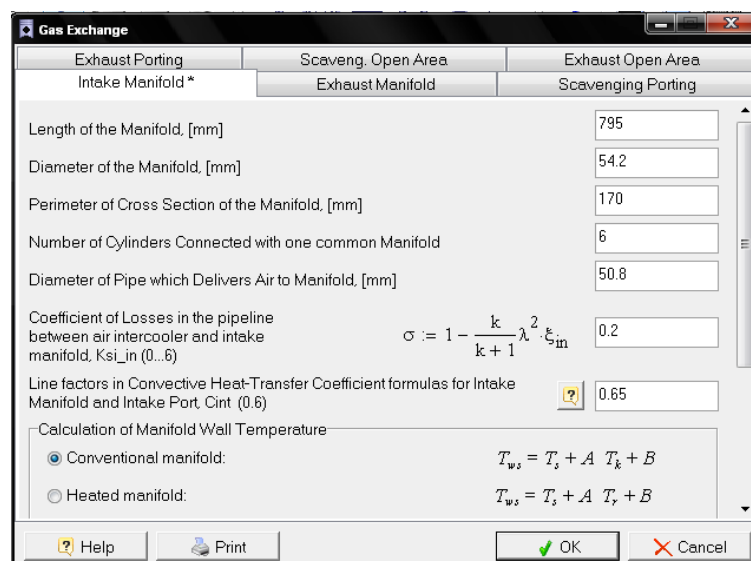 Gas Exchange
Exhaust Porting
Scaveng. Open Area
Exhaust Open Area
Intake Manifold *
Exhaust Manifold
Scavenging Porting
Length of the Manifold, [mm]
795
Diameter of the Manifold, [mm]
54.2
Perimeter of Cross Section of the Manifold, [mm]
170
Number of Cylinders Connected with one common Manifold
6
Diameter of Pipe which Delivers Air to Manifold, [mm]
50.8
Coefficient of Losses in the pipeline
between air intercooler and intake
manifold, Ksi_in (0...6)
σ := 1 − k/(k + 1) λ² · ξin
0.2
Line factors in Convective Heat-Transfer Coefficient formulas for Intake
Manifold and Intake Port, Cint (0.6)
?
0.65
Calculation of Manifold Wall Temperature
Conventional manifold:
Tws = Ts + A Tk + B
Heated manifold:
Tws = Ts + A Tr + B
? Help
Print
OK
Cancel